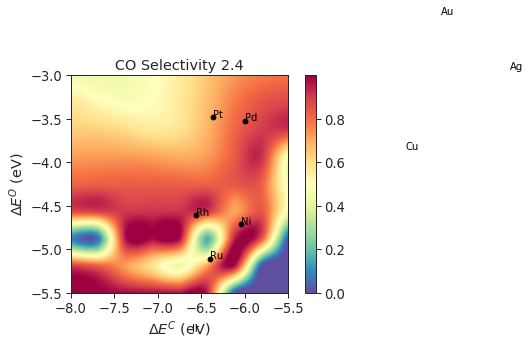 Au
Ag
CO Selectivity 2.4
−3.0
−3.5
−4.0
−4.5
−5.0
−5.5
ΔE^O (eV)
Pt
Pd
Cu
Rh
Ni
Ru
0.8
0.6
0.4
0.2
0.0
−8.0 −7.5 −7.0 −6.5 −6.0 −5.5
ΔE^C (eV)
Ir